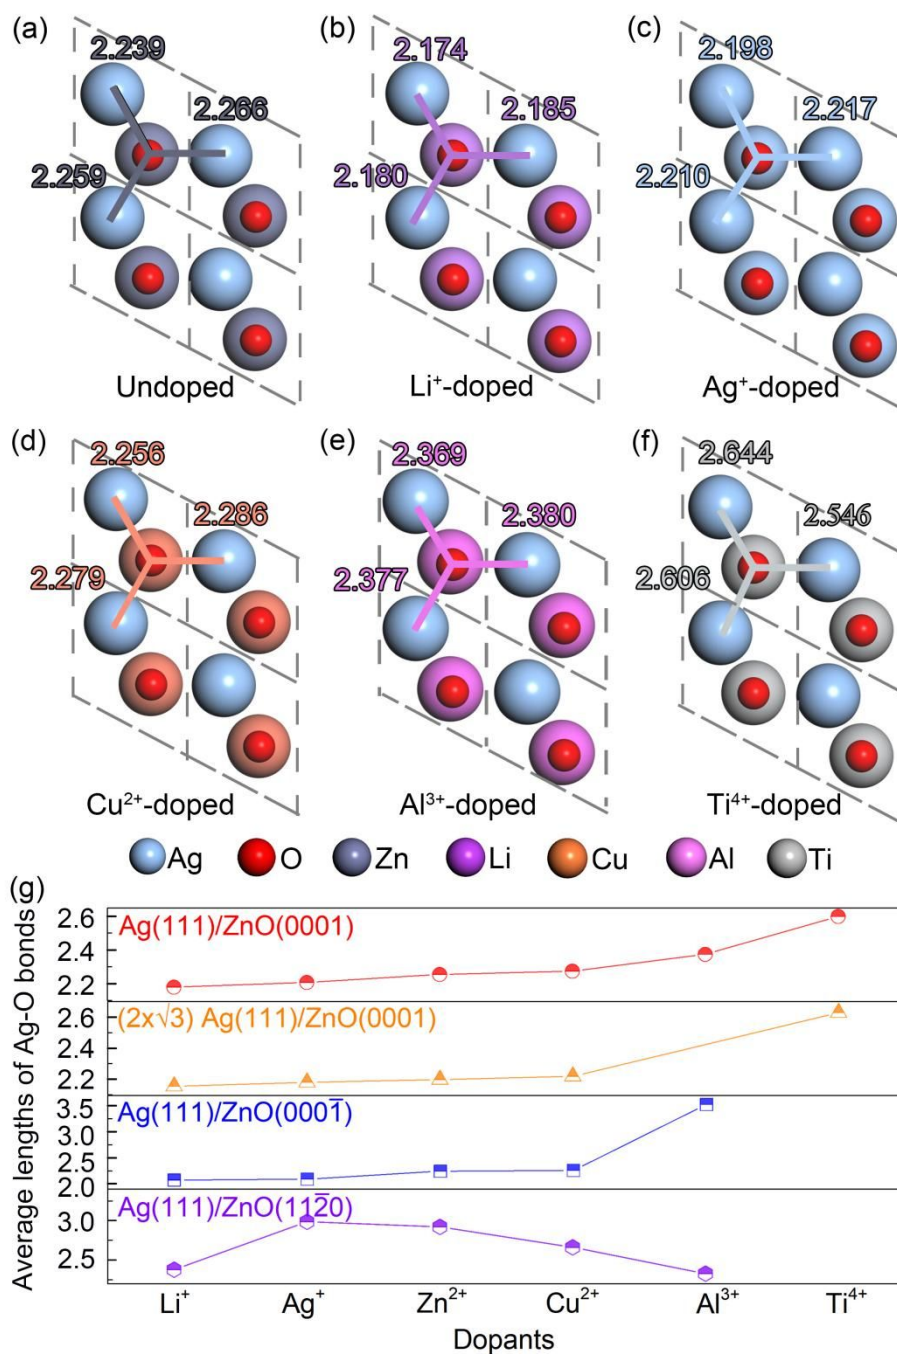 (a) (b) (c)
2.239 2.174 2.198
2.266 2.185 2.217
2.259 2.180 2.210
Undoped Li⁺-doped Ag⁺-doped
(d) (e) (f)
2.256 2.369 2.644
2.286 2.380 2.546
2.279 2.377 2.606
Cu²⁺-doped Al³⁺-doped Ti⁴⁺-doped
Ag O Zn Li Cu Al Ti
(g)
Average lengths of Ag-O bonds
Ag(111)/ZnO(0001)
2.6
2.4
2.2
(2x√3) Ag(111)/ZnO(0001)
2.6
2.4
2.2
Ag(111)/ZnO(0001̅)
3.5
3.0
2.5
2.0
Ag(111)/ZnO(112̅0)
3.0
2.5
Li⁺ Ag⁺ Zn²⁺ Cu²⁺ Al³⁺ Ti⁴⁺
Dopants